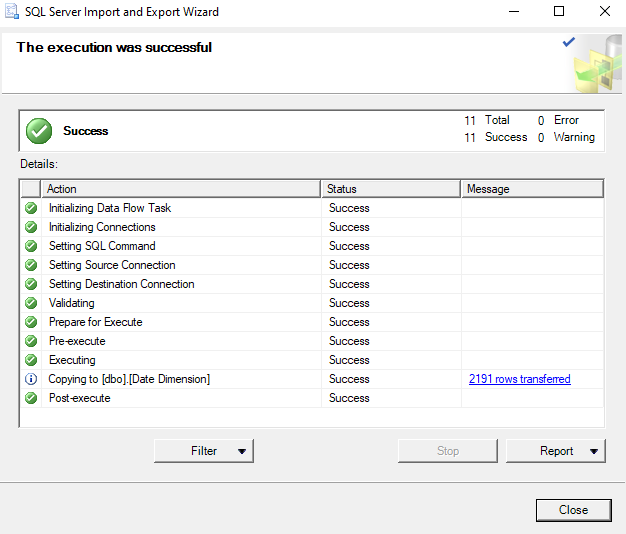 SQL Server Import and Export Wizard
The execution was successful
Success
11 Total 0 Error
11 Success 0 Warning
Details:
Action Status Message
Initializing Data Flow Task Success
Initializing Connections Success
Setting SQL Command Success
Setting Source Connection Success
Setting Destination Connection Success
Validating Success
Prepare for Execute Success
Pre-execute Success
Executing Success
Copying to [dbo].[Date Dimension] Success 2191 rows transferred
Post-execute Success
Filter Stop Report
Close